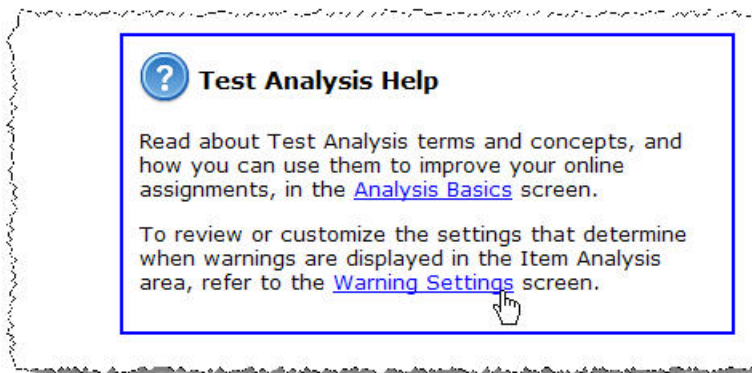 Test Analysis Help
Read about Test Analysis terms and concepts, and
how you can use them to improve your online
assignments, in the Analysis Basics screen.
To review or customize the settings that determine
when warnings are displayed in the Item Analysis
area, refer to the Warning Settings screen.